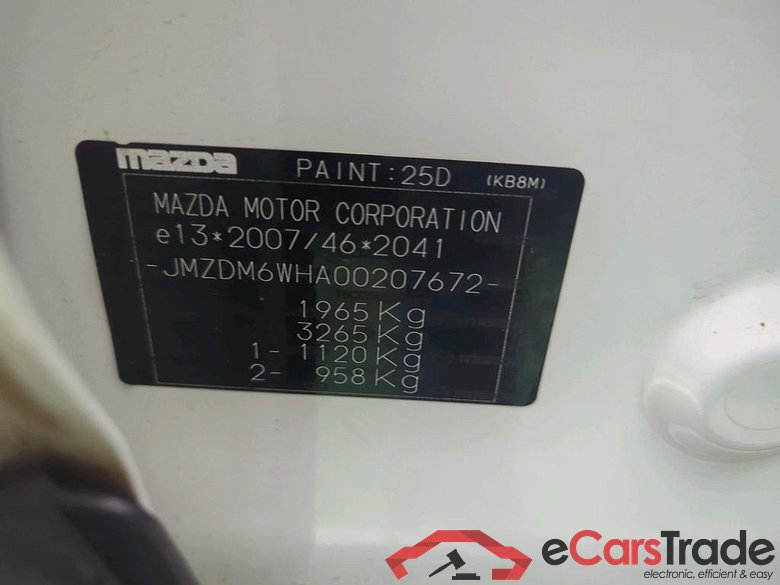 mazda PAINT:25D (KB8M)
MAZDA MOTOR CORPORATION
e13*2007/46*2041
-JMZDM6WHA00207672-
1965Kg
3265Kg
1- 1120Kg
2- 958Kg
eCarsTrade
electronic, efficient & easy